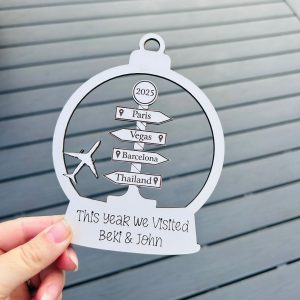 2025
Paris
Vegas
Barcelona
Thailand
This Year We Visited
Beki & John